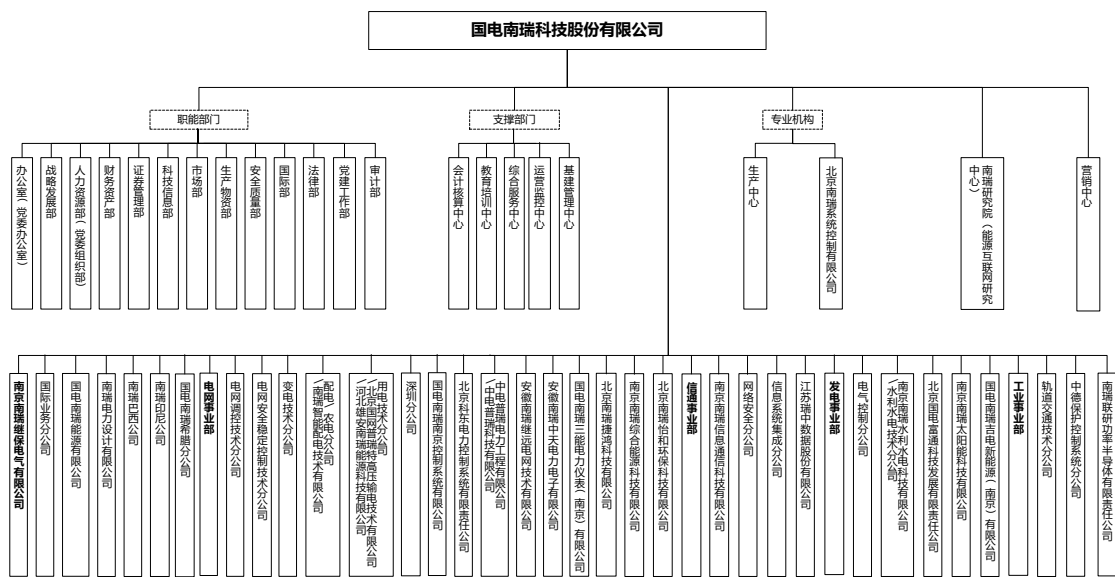 国电南瑞科技股份有限公司
职能部门
支撑部门
专业机构
办公室（党委办公室）
战略发展部
人力资源部（党委组织部）
财务资产部
证券管理部
科技信息部
市场部
生产物资部
安全质量部
国际部
法律部
党建工作部
审计部
会计核算中心
教育培训中心
综合服务中心
运营监控中心
基建管理中心
生产中心
北京南瑞系统控制有限公司
南瑞研究院（能源互联网研究
中心）
营销中心
南京南瑞继保电气有限公司
国际业务分公司
国电南瑞能源有限公司
南瑞电力设计有限公司
南瑞巴西公司
南瑞印尼公司
国电南瑞希腊分公司
电网事业部
电网调控技术分公司
电网安全稳定控制技术分公司
变电技术分公司
配电、农电分公司
/南瑞智能配电技术有限公司
用电技术分公司
/北京国网普瑞特高压输电技术有限公司
/河北雄安南瑞能源科技有限公司
深圳分公司
国电南瑞南京控制系统有限公司
北京科东电力控制系统有限责任公司
中电普瑞电力工程有限公司
/中电普瑞科技有限公司
安徽南瑞继远电网技术有限公司
安徽南瑞中天电力电子有限公司
国电南瑞三能电力仪表（南京）有限公司
北京南瑞捷鸿科技有限公司
南京南瑞综合能源科技有限公司
北京南瑞怡和环保科技有限公司
信通事业部
南京南瑞信息通信科技有限公司
网络安全分公司
信息系统集成分公司
江苏瑞中数据股份有限公司
发电事业部
电气控制分公司
南京南瑞水利水电科技有限公司
/水利水电技术分公司
北京国电富通科技发展有限责任公司
南京南瑞太阳能科技有限公司
国电南瑞吉电新能源（南京）有限公司
工业事业部
轨道交通技术分公司
中德保护控制系统分公司
南瑞联研功率半导体有限责任公司